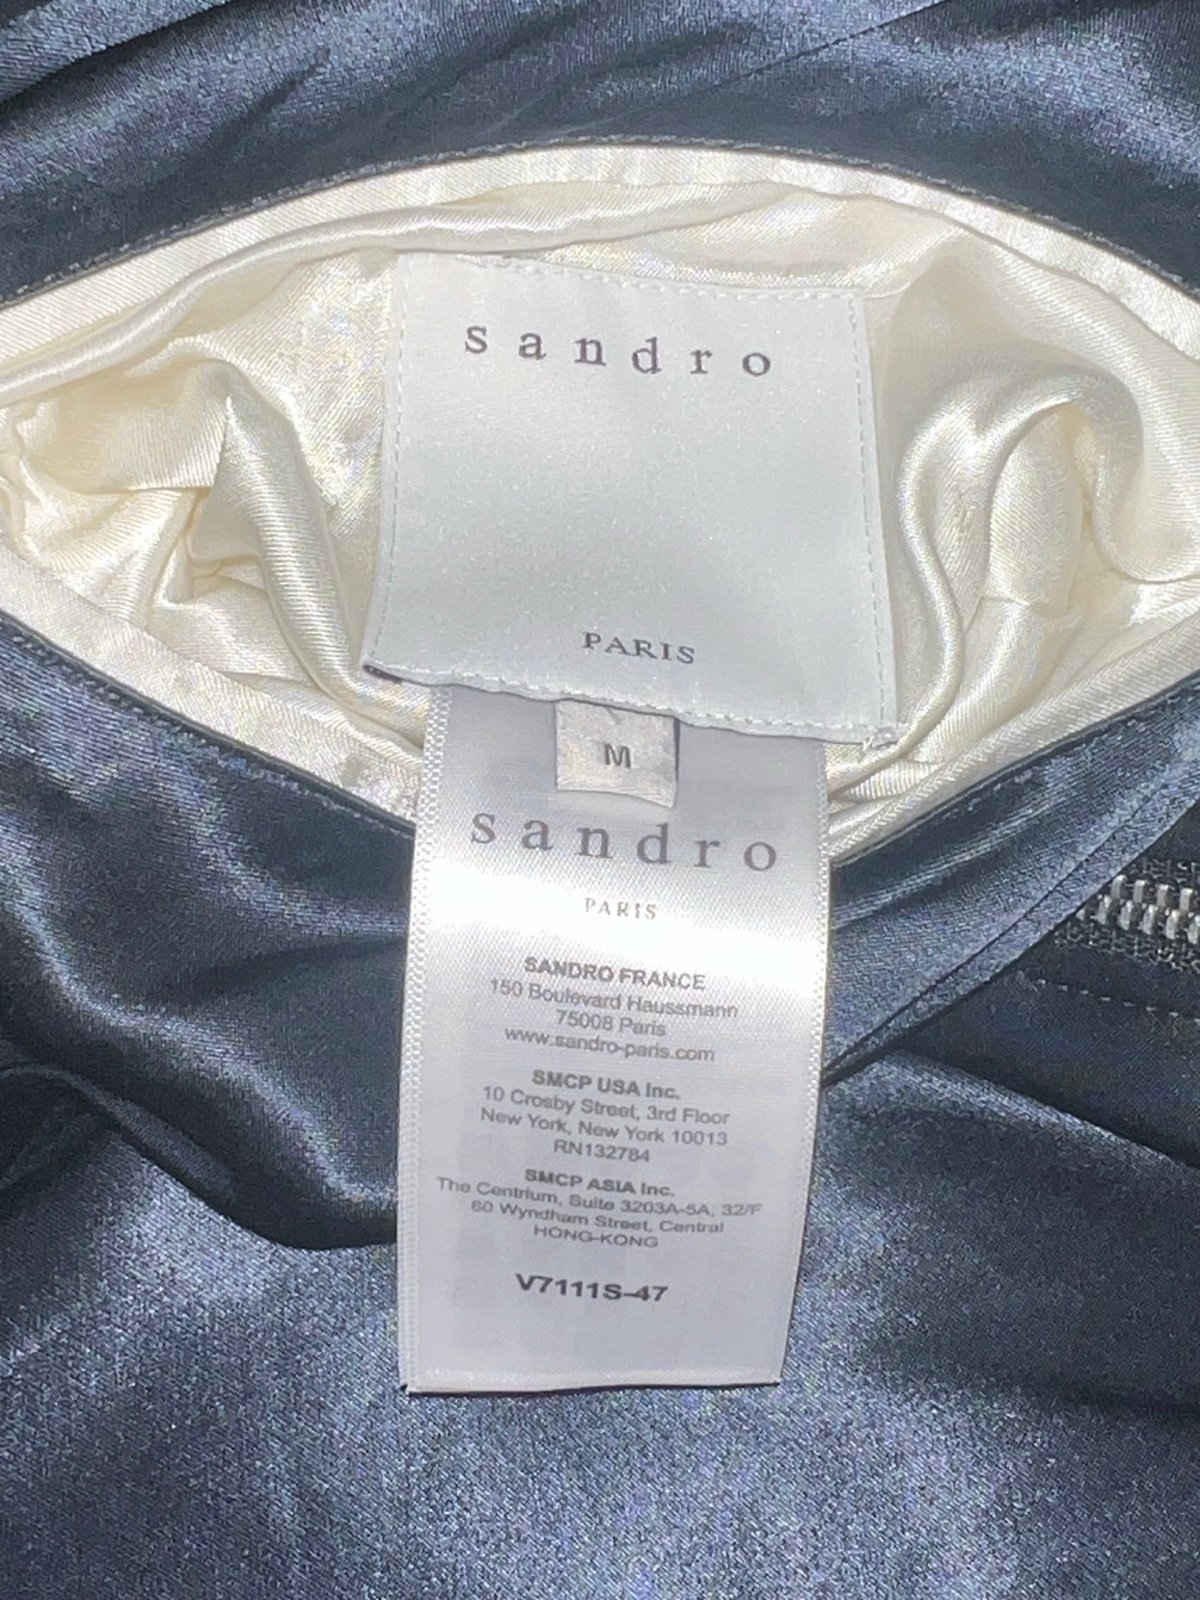 sandro
PARIS
M
sandro
PARIS
SANDRO FRANCE
150 Boulevard Haussmann
75008 Paris
www.sandro-paris.com
SMCP USA Inc.
10 Crosby Street, 3rd Floor
New York, New York 10013
RN132784
SMCP ASIA Inc.
The Centrium, Suite 3203A-5A, 32/F
60 Wyndham Street, Central
HONG-KONG
V7111S-47